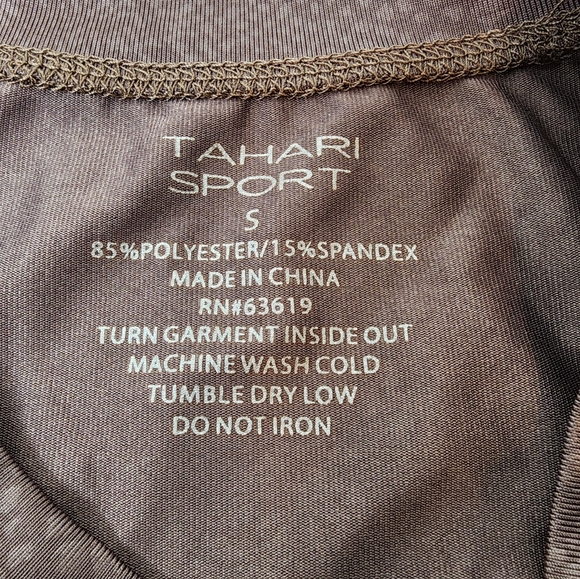 TAHARI
SPORT
S
85%POLYESTER/15%SPANDEX
MADE IN CHINA
RN#63619
TURN GARMENT INSIDE OUT
MACHINE WASH COLD
TUMBLE DRY LOW
DO NOT IRON